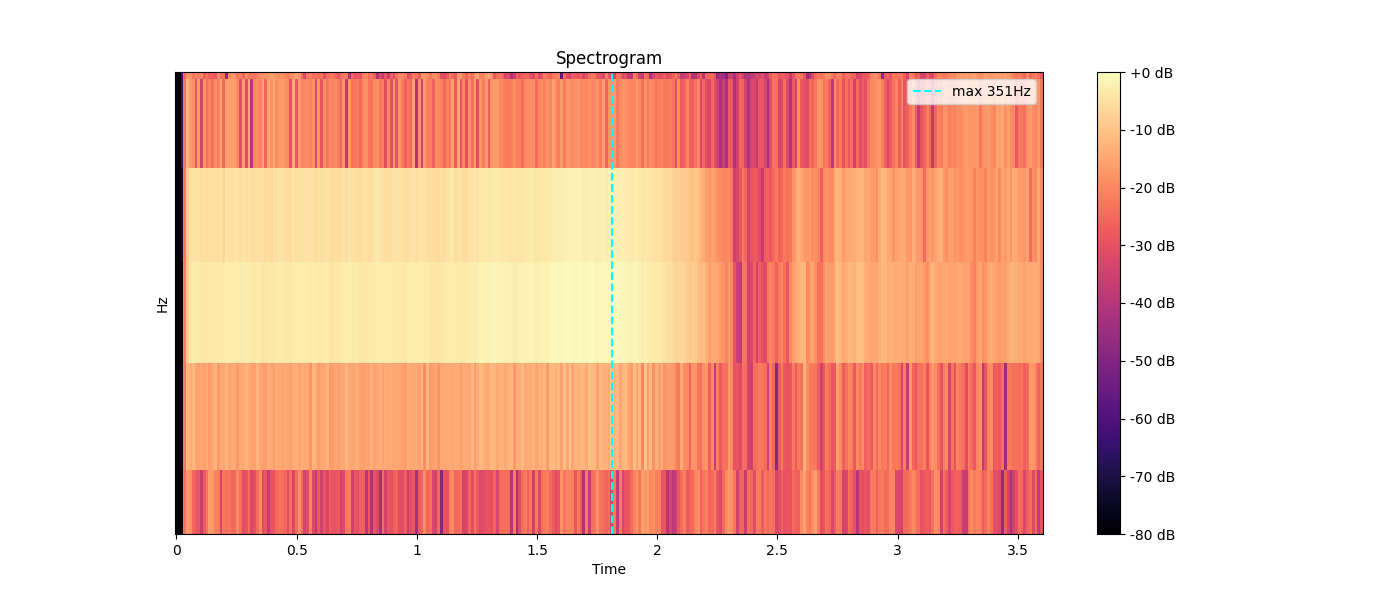 Spectrogram
max 351Hz
Hz
0 0.5 1 1.5 2 2.5 3 3.5
Time
+0 dB
-10 dB
-20 dB
-30 dB
-40 dB
-50 dB
-60 dB
-70 dB
-80 dB